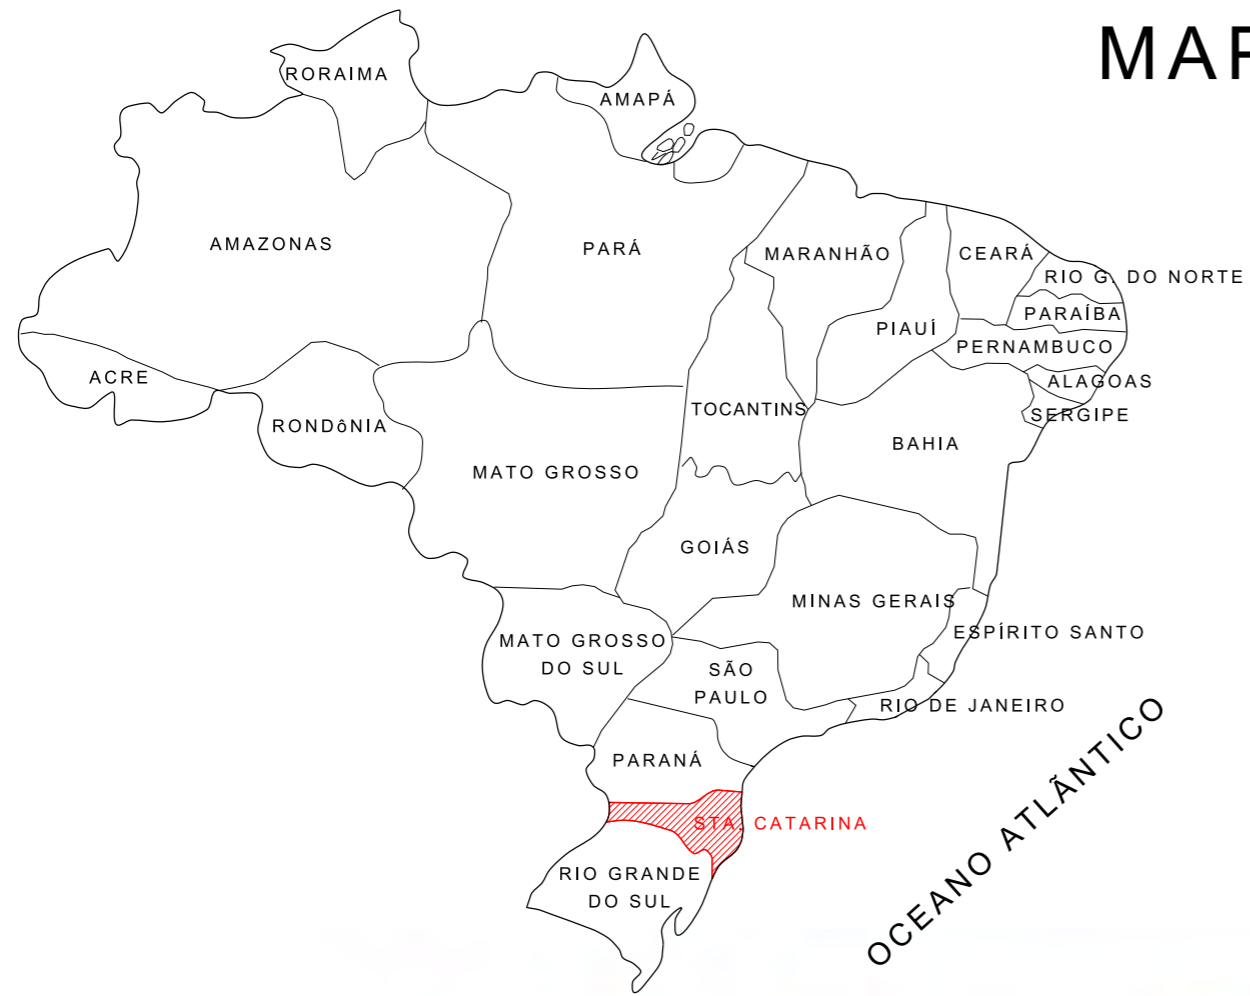 MAP
RORAIMA
AMAPÁ
AMAZONAS
PARÁ
MARANHÃO
CEARÁ
RIO G. DO NORTE
PARAÍBA
PIAUÍ
PERNAMBUCO
ACRE
ALAGOAS
TOCANTINS
SERGIPE
RONDôNIA
BAHIA
MATO GROSSO
GOIÁS
MINAS GERAIS
ESPÍRITO SANTO
MATO GROSSO
DO SUL
SÃO
PAULO
RIO DE JANEIRO
PARANÁ
STA. CATARINA
RIO GRANDE
DO SUL
OCEANO ATLÃNTICO